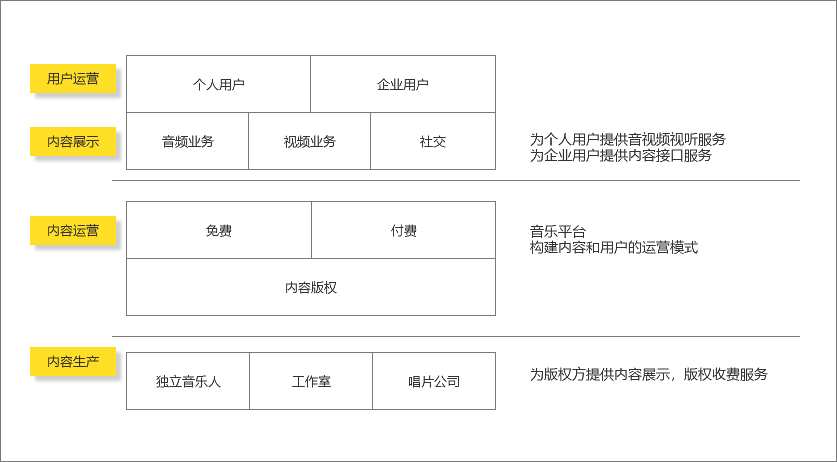 用户运营
个人用户
企业用户
内容展示
音频业务
视频业务
社交
为个人用户提供音视频视听服务
为企业用户提供内容接口服务
内容运营
免费
付费
音乐平台
构建内容和用户的运营模式
内容版权
内容生产
独立音乐人
工作室
唱片公司
为版权方提供内容展示，版权收费服务